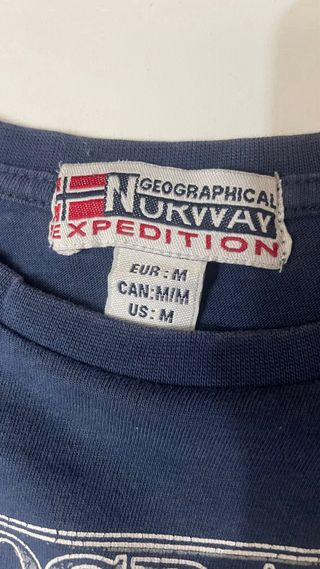 GEOGRAPHICAL
NORWAY
EXPEDITION
EUR : M
CAN: M/M
US : M